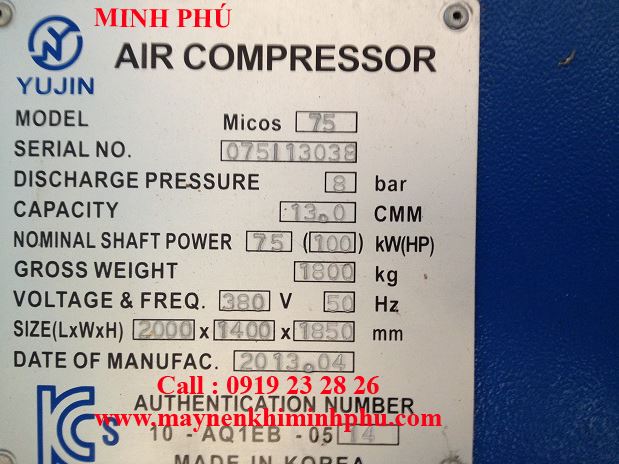 MINH PHÚ
YUJIN
AIR COMPRESSOR
MODEL Micos 75
SERIAL NO. 075113038
DISCHARGE PRESSURE 8 bar
CAPACITY 13.0 CMM
NOMINAL SHAFT POWER 75 (100) kW(HP)
GROSS WEIGHT 1800 kg
VOLTAGE & FREQ. 380 V 50 Hz
SIZE(LxWxH) 2000 x 1400 x 1850 mm
DATE OF MANUFAC. 2013.04
Call : 0919 23 28 26
AUTHENTICATION NUMBER
www.maynenkhiminhphu.com
KC s
10 - AQ1EB - 05 14
MADE IN KOREA